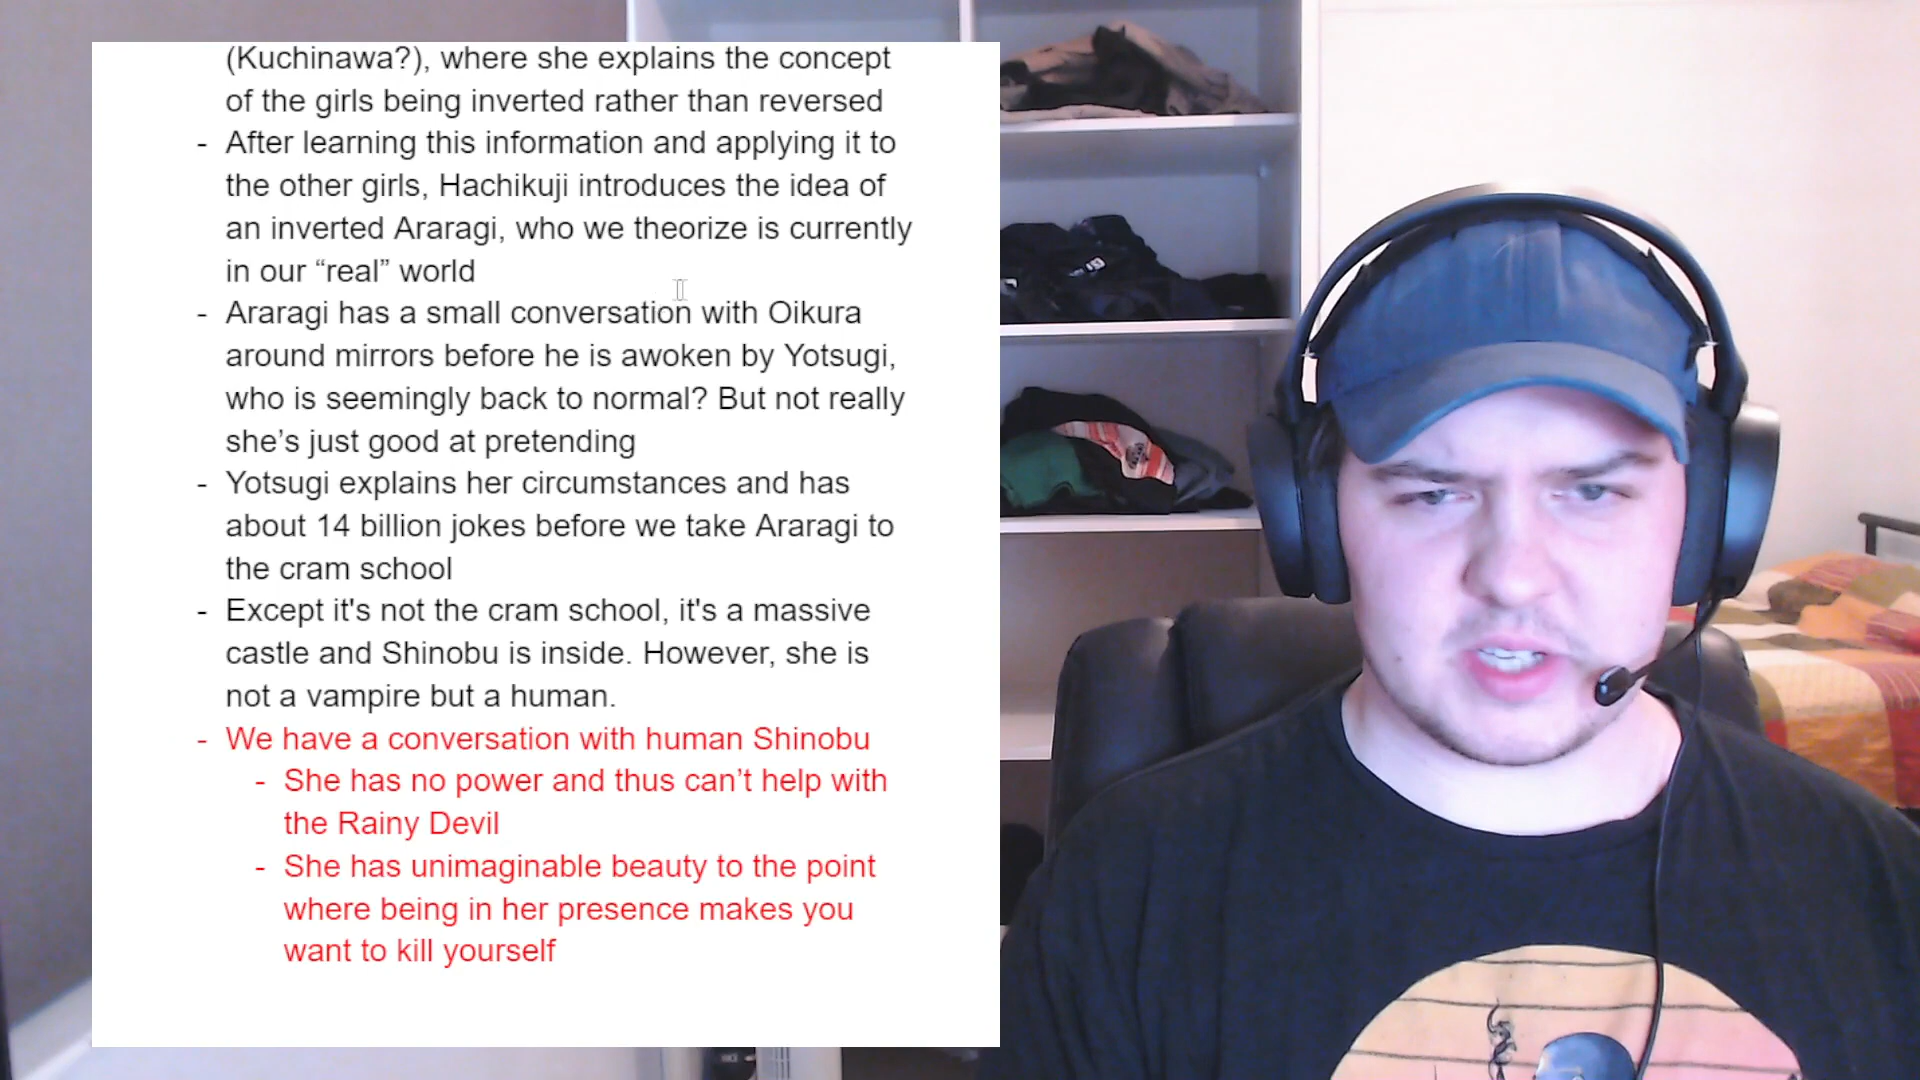 (Kuchinawa?), where she explains the concept
of the girls being inverted rather than reversed
- After learning this information and applying it to
the other girls, Hachikuji introduces the idea of
an inverted Araragi, who we theorize is currently
in our “real” world
- Araragi has a small conversation with Oikura
around mirrors before he is awoken by Yotsugi,
who is seemingly back to normal? But not really
she’s just good at pretending
- Yotsugi explains her circumstances and has
about 14 billion jokes before we take Araragi to
the cram school
- Except it's not the cram school, it's a massive
castle and Shinobu is inside. However, she is
not a vampire but a human.
- We have a conversation with human Shinobu
- She has no power and thus can’t help with
the Rainy Devil
- She has unimaginable beauty to the point
where being in her presence makes you
want to kill yourself